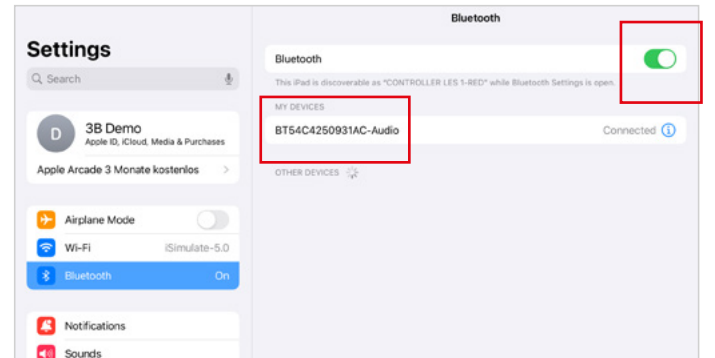 Bluetooth
Settings
Search
Bluetooth
This iPad is discoverable as "CONTROLLER LES 1-RED" while Bluetooth Settings is open.
MY DEVICES
BT54C4250931AC-Audio Connected
OTHER DEVICES
D
3B Demo
Apple ID, iCloud, Media & Purchases
Apple Arcade 3 Monate kostenlos
Airplane Mode
Wi-Fi iSimulate-5.0
Bluetooth On
Notifications
Sounds